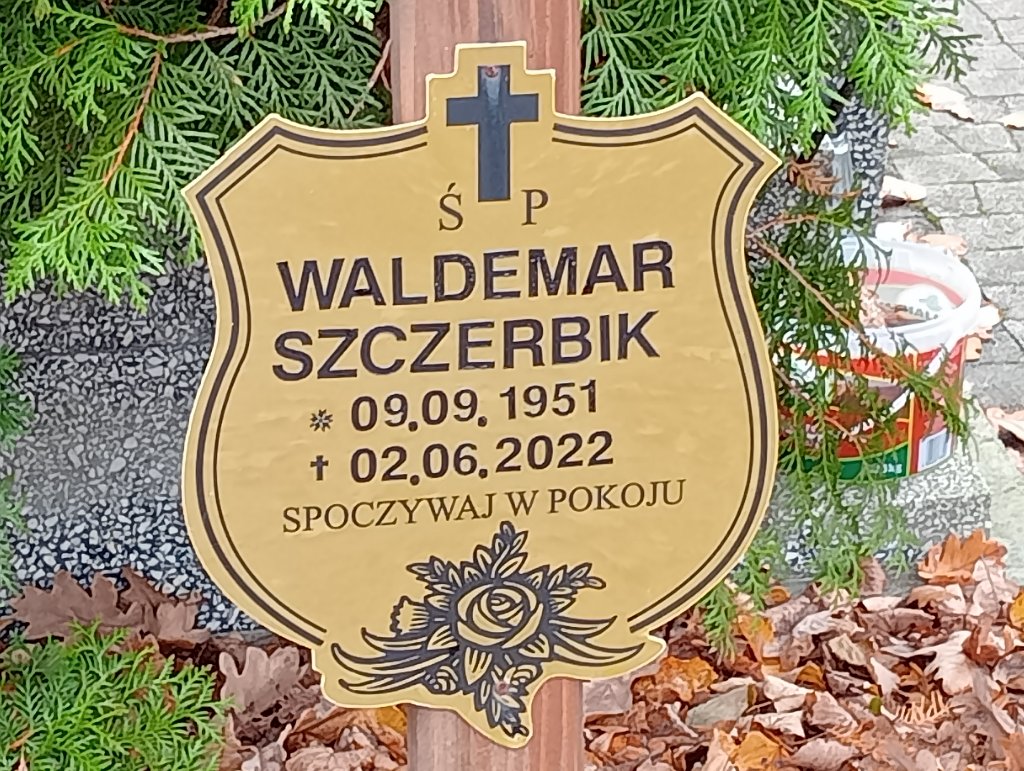 Ś P
WALDEMAR
SZCZERBIK
* 09.09.1951
✝ 02.06.2022
SPOCZYWAJ W POKOJU